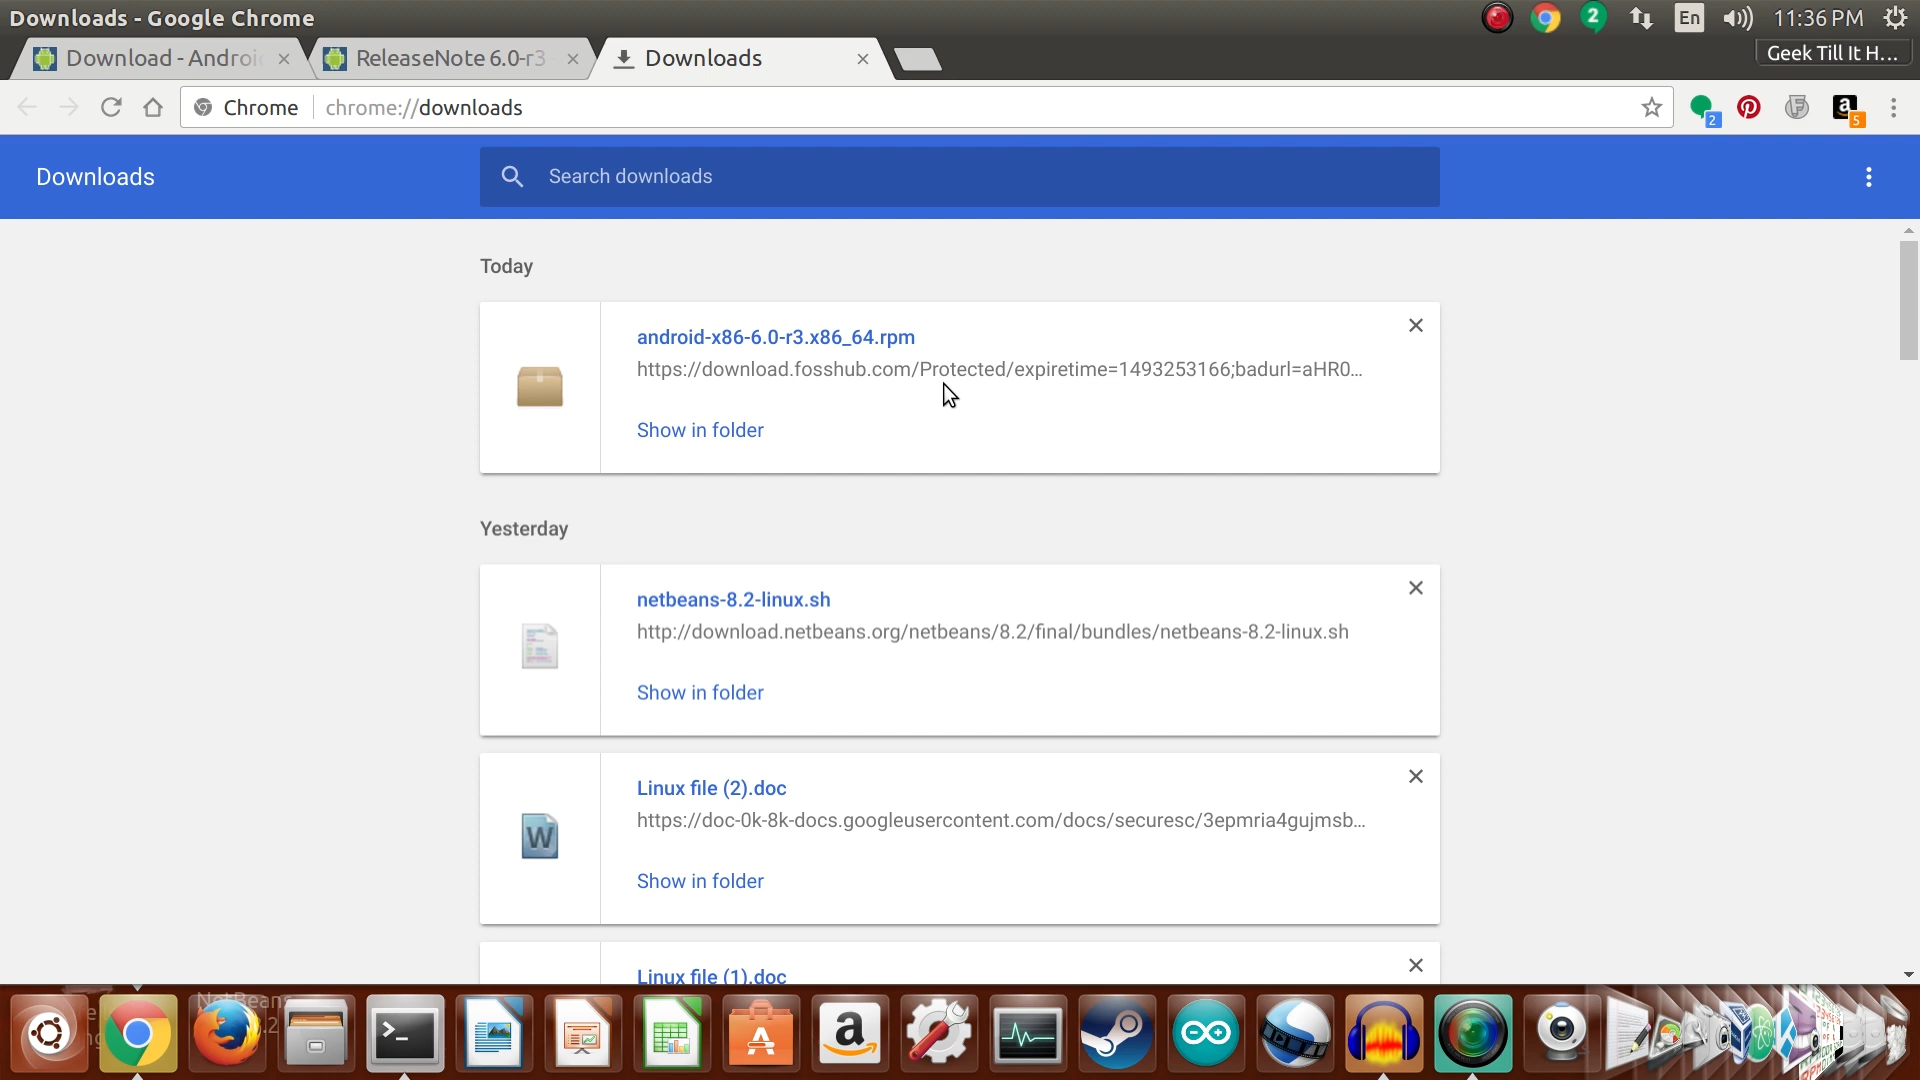 Downloads - Google Chrome
2
En
11:36 PM
Download - Androi
ReleaseNote 6.0-r3
Downloads
Geek Till It H...
Chrome
chrome://downloads
2
5
Downloads
Search downloads
Today
android-x86-6.0-r3.x86_64.rpm
https://download.fosshub.com/Protected/expiretime=1493253166;badurl=aHR0...
Show in folder
Yesterday
netbeans-8.2-linux.sh
http://download.netbeans.org/netbeans/8.2/final/bundles/netbeans-8.2-linux.sh
Show in folder
Linux file (2).doc
https://doc-0k-8k-docs.googleusercontent.com/docs/securesc/3epmria4gujmsb...
Show in folder
Linux file (1).doc
NetBeans